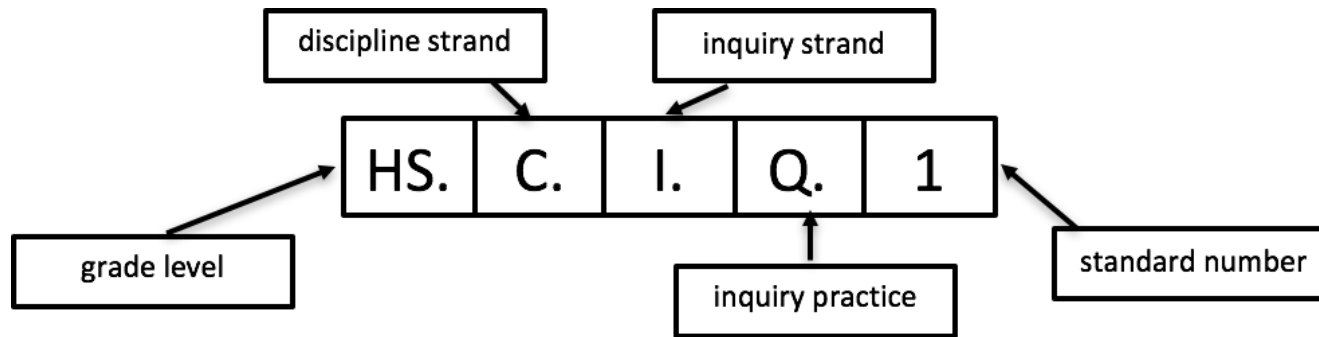 discipline strand
inquiry strand
HS. C. I. Q. 1
grade level
standard number
inquiry practice